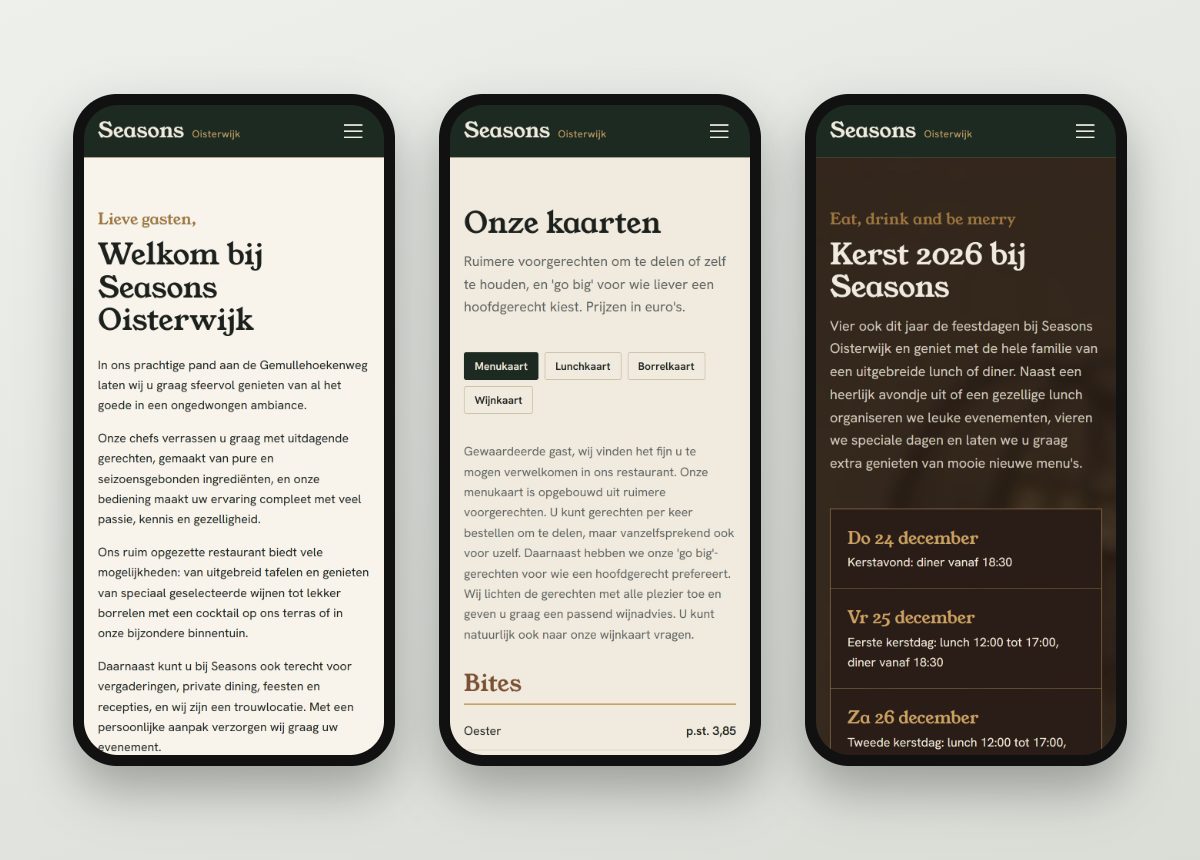 Seasons Oisterwijk
Lieve gasten,
Welkom bij
Seasons
Oisterwijk
In ons prachtige pand aan de Gemullehoekenweg
laten wij u graag sfeervol genieten van al het
goede in een ongedwongen ambiance.
Onze chefs verrassen u graag met uitdagende
gerechten, gemaakt van pure en
seizoensgebonden ingrediënten, en onze
bediening maakt uw ervaring compleet met veel
passie, kennis en gezelligheid.
Ons ruim opgezette restaurant biedt vele
mogelijkheden: van uitgebreid tafelen en genieten
van speciaal geselecteerde wijnen tot lekker
borrelen met een cocktail op ons terras of in
onze bijzondere binnentuin.
Daarnaast kunt u bij Seasons ook terecht voor
vergaderingen, private dining, feesten en
recepties, en wij zijn een trouwlocatie. Met een
persoonlijke aanpak verzorgen wij graag uw
evenement.
Seasons Oisterwijk
Onze kaarten
Ruimere voorgerechten om te delen of zelf
te houden, en 'go big' voor wie liever een
hoofdgerecht kiest. Prijzen in euro's.
Menukaart Lunchkaart Borrelkaart
Wijnkaart
Gewaardeerde gast, wij vinden het fijn u te
mogen verwelkomen in ons restaurant. Onze
menukaart is opgebouwd uit ruimere
voorgerechten. U kunt gerechten per keer
bestellen om te delen, maar vanzelfsprekend ook
voor uzelf. Daarnaast hebben we onze 'go big'-
gerechten voor wie een hoofdgerecht prefereert.
Wij lichten de gerechten met alle plezier toe en
geven u graag een passend wijnadvies. U kunt
natuurlijk ook naar onze wijnkaart vragen.
Bites
Oester p.st. 3,85
Seasons Oisterwijk
Eat, drink and be merry
Kerst 2026 bij
Seasons
Vier ook dit jaar de feestdagen bij Seasons
Oisterwijk en geniet met de hele familie van
een uitgebreide lunch of diner. Naast een
heerlijk avondje uit of een gezellige lunch
organiseren we leuke evenementen, vieren
we speciale dagen en laten we u graag
extra genieten van mooie nieuwe menu's.
Do 24 december
Kerstavond: diner vanaf 18:30
Vr 25 december
Eerste kerstdag: lunch 12:00 tot 17:00,
diner vanaf 18:30
Za 26 december
Tweede kerstdag: lunch 12:00 tot 17:00,